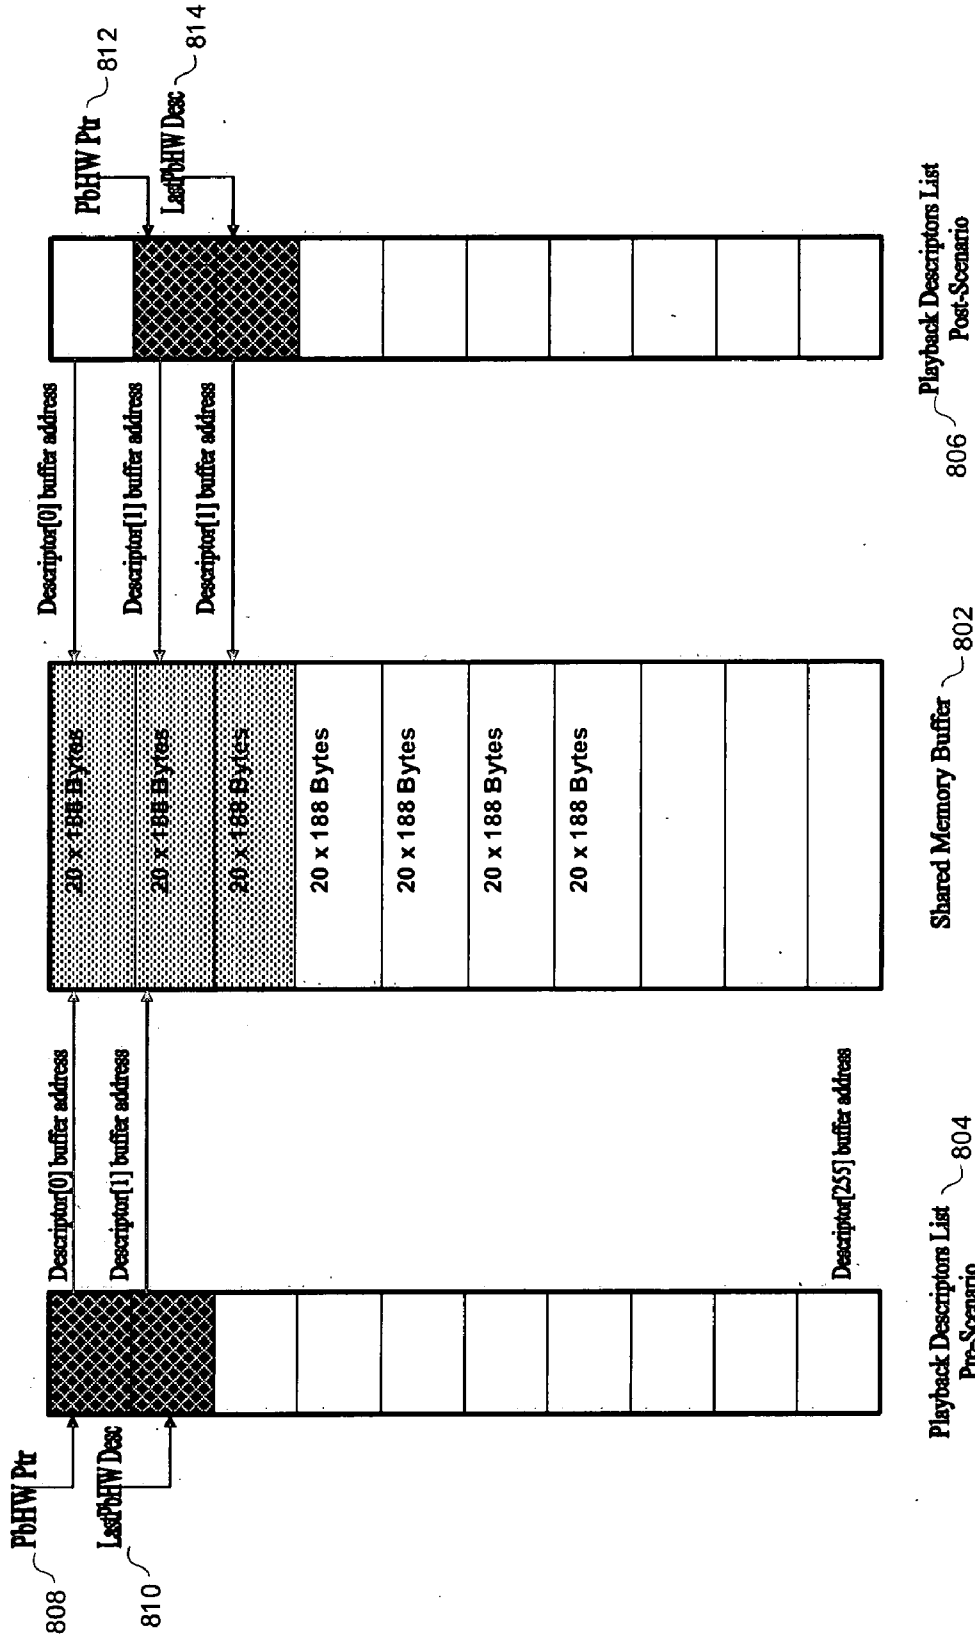 PbHW Ptr
808
LastPbHW Desc
810
Descriptor[0] buffer address
Descriptor[1] buffer address
Descriptor[255] buffer address
Playback Descriptors List
Pre-Scenario
804
20 x 188 Bytes
20 x 188 Bytes
20 x 188 Bytes
20 x 188 Bytes
20 x 188 Bytes
20 x 188 Bytes
20 x 188 Bytes
Shared Memory Buffer
802
Descriptor[0] buffer address
Descriptor[1] buffer address
Descriptor[1] buffer address
PbHW Ptr
812
LastPbHW Desc
814
806
Playback Descriptors List
Post-Scenario